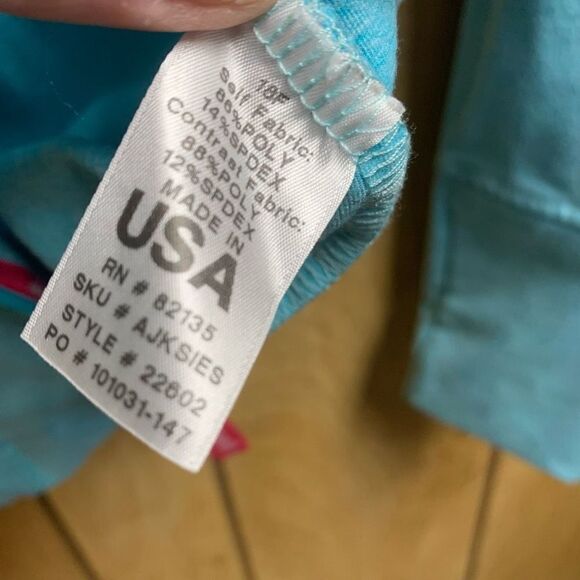 18F
Self Fabric:
86%POLY
14%SPDEX
Contrast Fabric:
88%POLY
12%SPDEX
MADE IN
USA
RN # 82135
SKU # AJKSIES
STYLE # 22602
PO # 101031-147